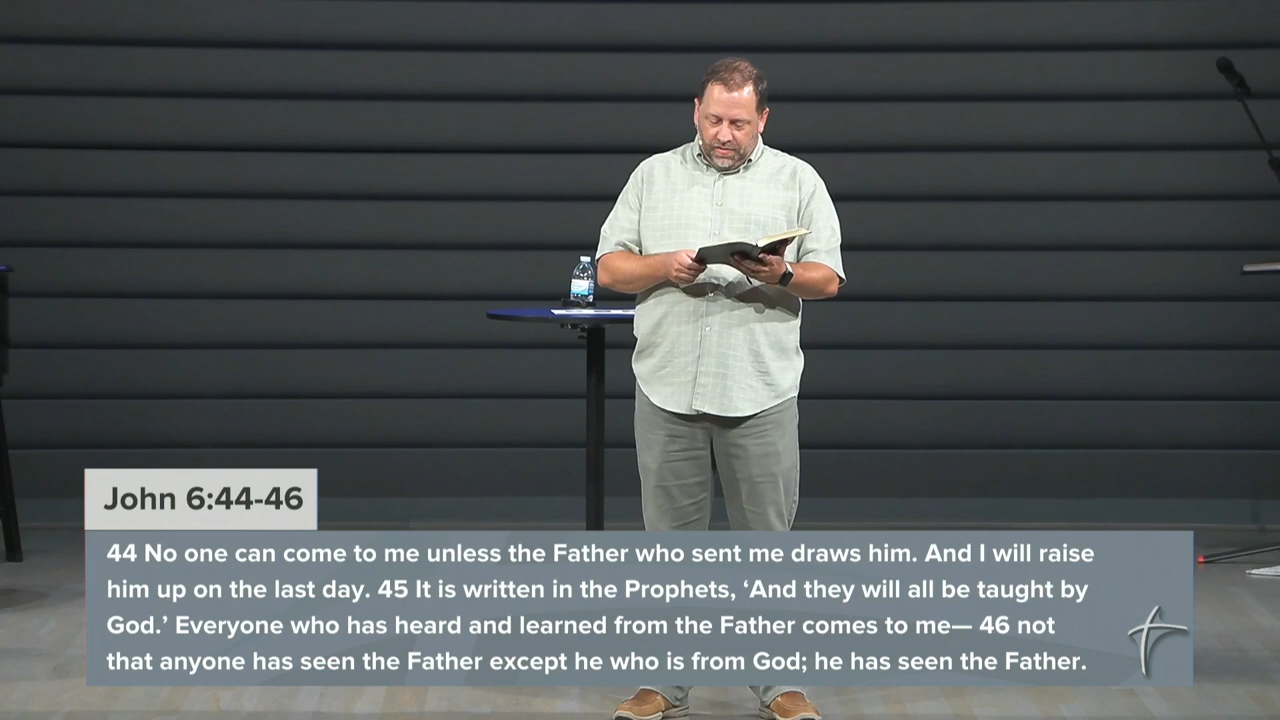 John 6:44-46
44 No one can come to me unless the Father who sent me draws him. And I will raise
him up on the last day. 45 It is written in the Prophets, ‘And they will all be taught by
God.’ Everyone who has heard and learned from the Father comes to me— 46 not
that anyone has seen the Father except he who is from God; he has seen the Father.